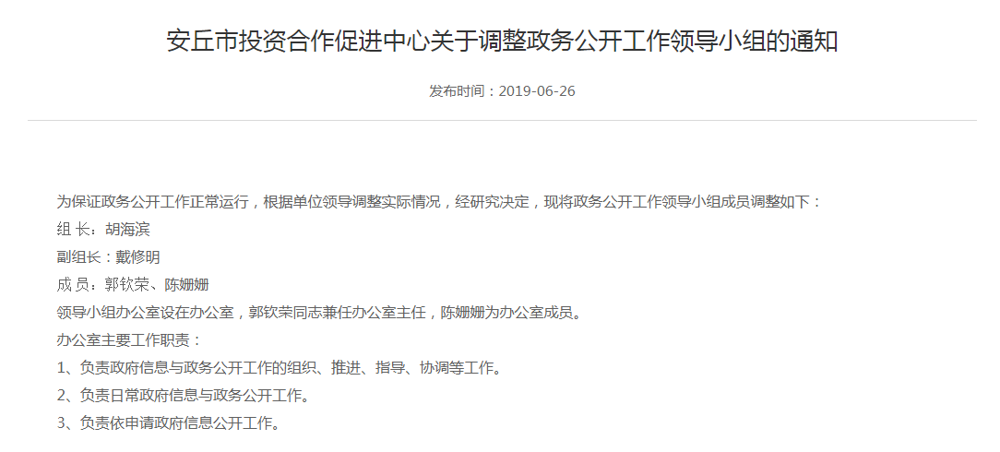 安丘市投资合作促进中心关于调整政务公开工作领导小组的通知
发布时间：2019-06-26
为保证政务公开工作正常运行，根据单位领导调整实际情况，经研究决定，现将政务公开工作领导小组成员调整如下：
组 长：胡海滨
副组长：戴修明
成 员：郭钦荣、陈姗姗
领导小组办公室设在办公室，郭钦荣同志兼任办公室主任，陈姗姗为办公室成员。
办公室主要工作职责：
1、负责政府信息与政务公开工作的组织、推进、指导、协调等工作。
2、负责日常政府信息与政务公开工作。
3、负责依申请政府信息公开工作。